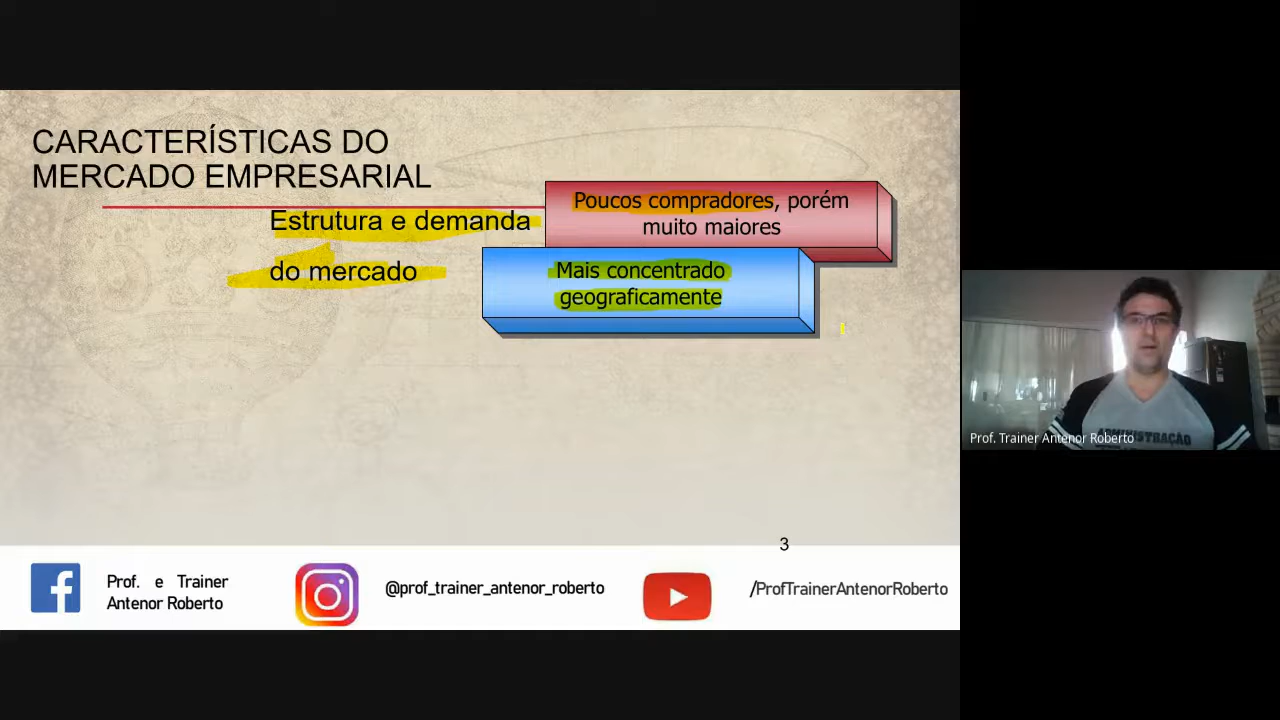 CARACTERÍSTICAS DO
MERCADO EMPRESARIAL
Estrutura e demanda
do mercado
Poucos compradores, porém
muito maiores
Mais concentrado
geograficamente
3
Prof. e Trainer
Antenor Roberto
@prof_trainer_antenor_roberto
/ProfTrainerAntenorRoberto
ADMINISTRAÇÃO
Prof. Trainer Antenor Roberto